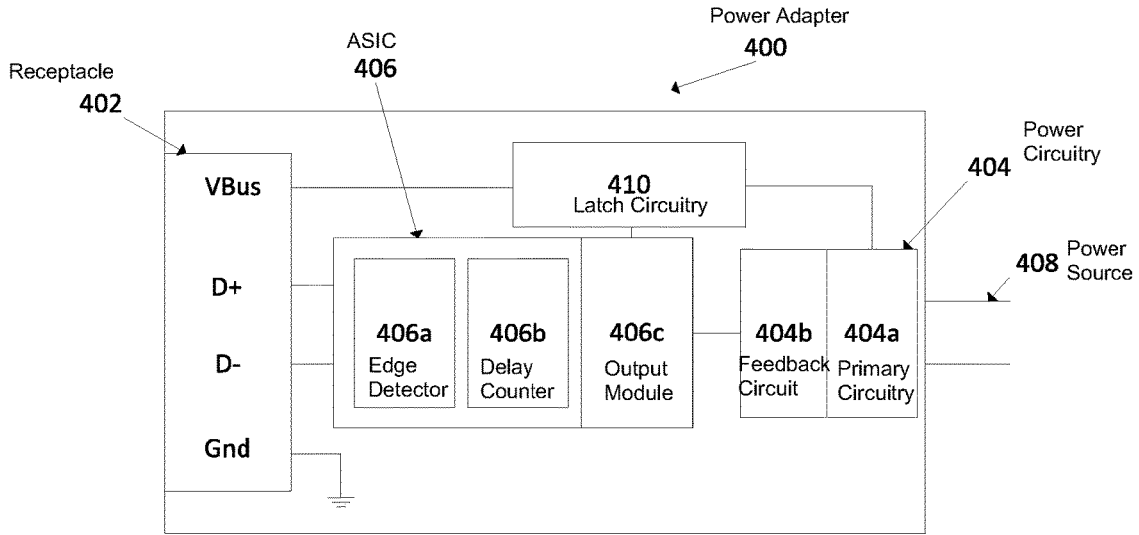 Power Adapter
400
ASIC
406
Receptacle
402
Power
Circuitry
404
408
Power
Source
VBus
D+
D-
Gnd
410
Latch Circuitry
406a
Edge
Detector
406b
Delay
Counter
406c
Output
Module
404b
Feedback
Circuit
404a
Primary
Circuitry